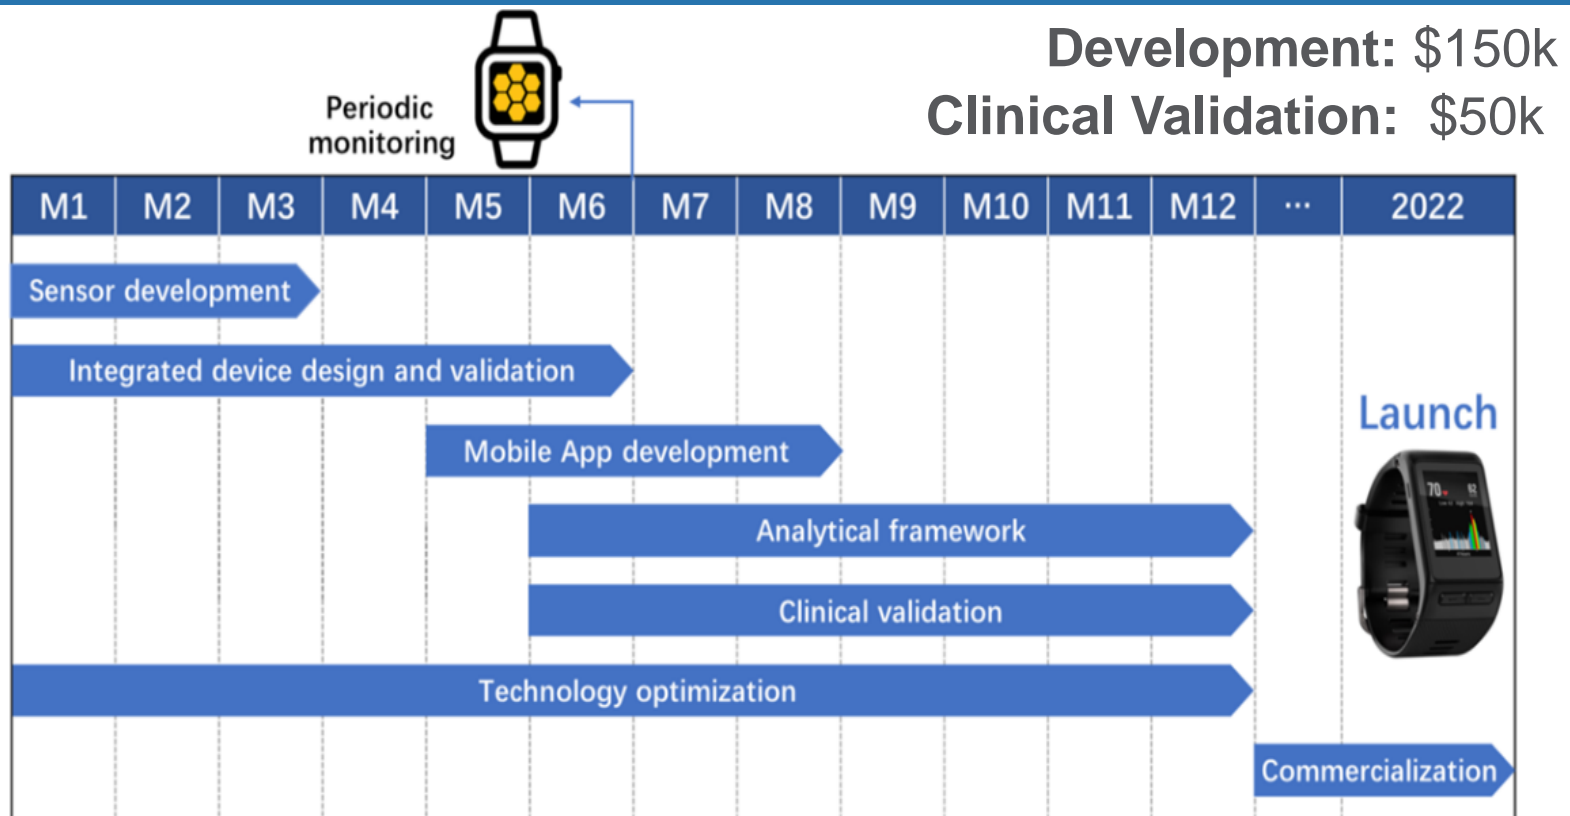 Development: $150k
Clinical Validation: $50k
Periodic
monitoring
M1 M2 M3 M4 M5 M6 M7 M8 M9 M10 M11 M12 ... 2022
Sensor development
Integrated device design and validation
Mobile App development
Analytical framework
Clinical validation
Technology optimization
Commercialization
Launch
70